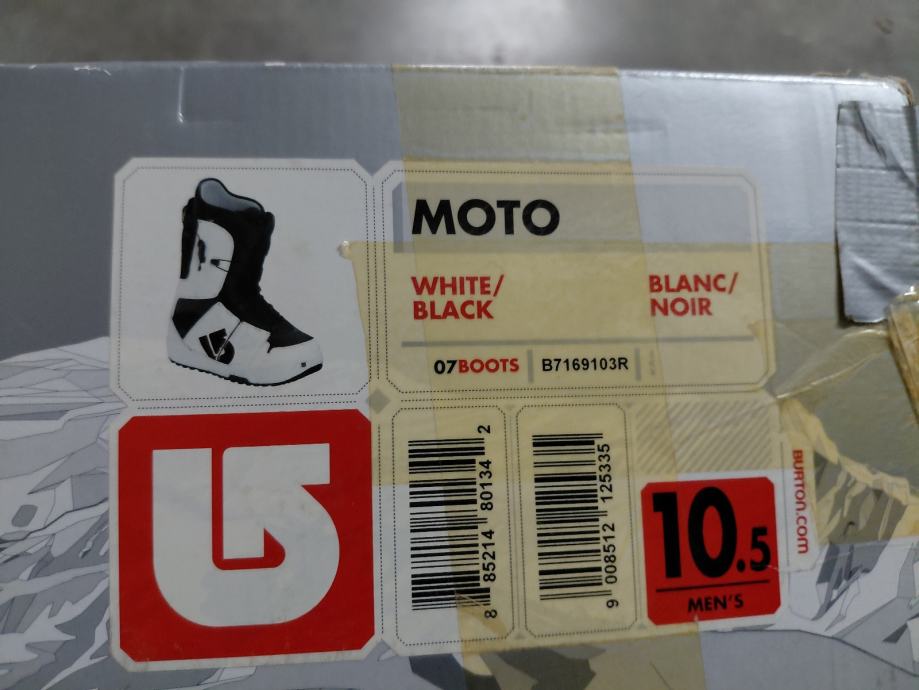 MOTO
WHITE/
BLACK
BLANC/
NOIR
07BOOTS
B7169103R
8 85214 80134 2
9 008512 125335
10.5
MEN'S
BURTON.com